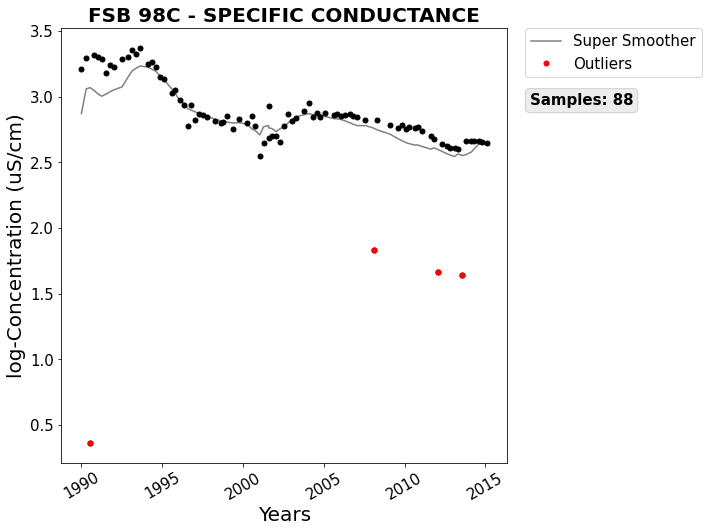 FSB 98C - SPECIFIC CONDUCTANCE
Super Smoother
Outliers
Samples: 88
log-Concentration (uS/cm)
3.5
3.0
2.5
2.0
1.5
1.0
0.5
1990 1995 2000 2005 2010 2015
Years